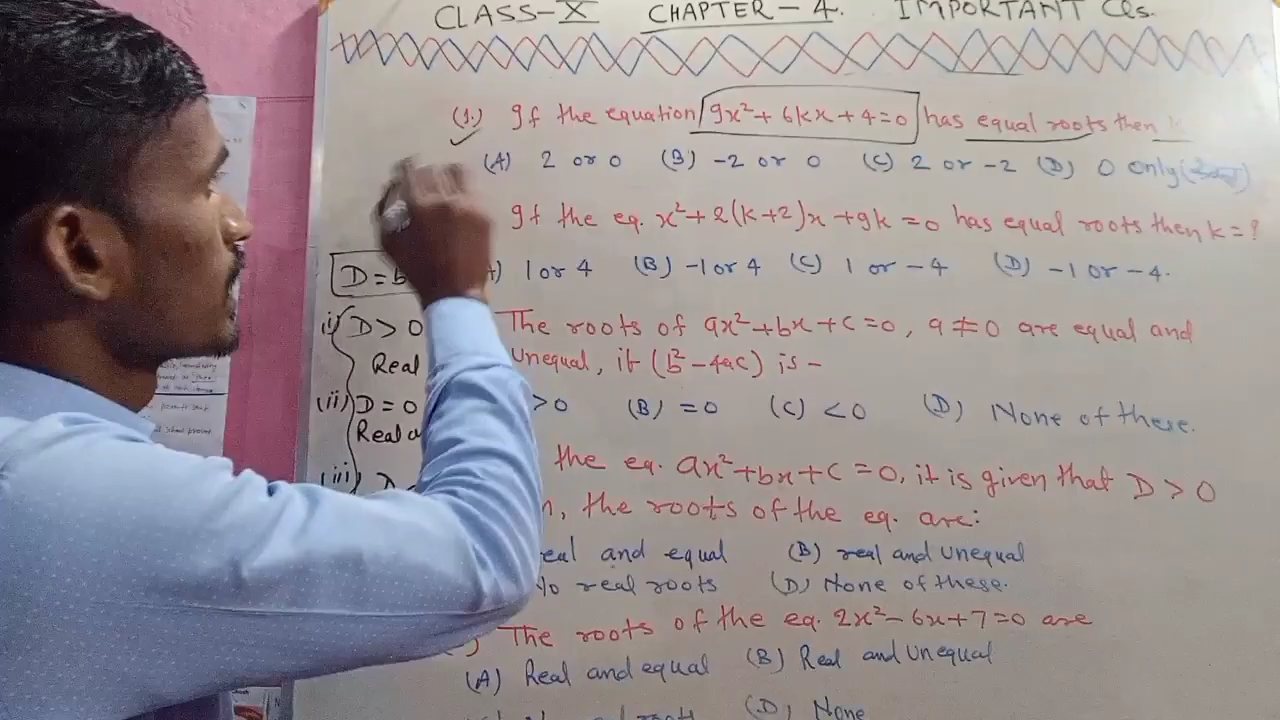 CLASS-X CHAPTER-4. IMPORTANT Qs.
(1.) If the equation 9x²+6kx+4=0 has equal roots then
(A) 2 or 0 (B) -2 or 0 (C) 2 or -2 (D) 0 only
If the eq. x²+2(k+2)x+9k=0 has equal roots then k=?
D=b
) 1 or 4 (B) -1 or 4 (C) 1 or -4 (D) -1 or -4.
(i) D>0
The roots of ax²+bx+c=0, a≠0 are equal and
Real
Unequal, if (b²-4ac) is-
(ii) D=0
>0 (B) =0 (C) <0 (D) None of these.
Real
(iii) D
the eq. ax²+bx+c=0, it is given that D>0
, the roots of the eq. are:
eal and equal (B) real and unequal
real roots (D) None of these.
) The roots of the eq. 2x²-6x+7=0 are
(A) Real and equal (B) Real and Unequal
(D) None